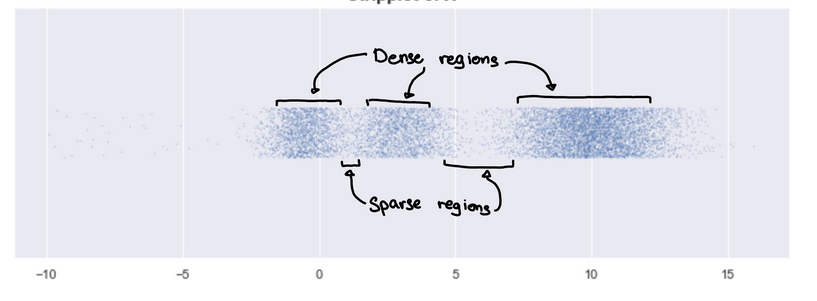 Dense regions
Sparse regions
-10 -5 0 5 10 15